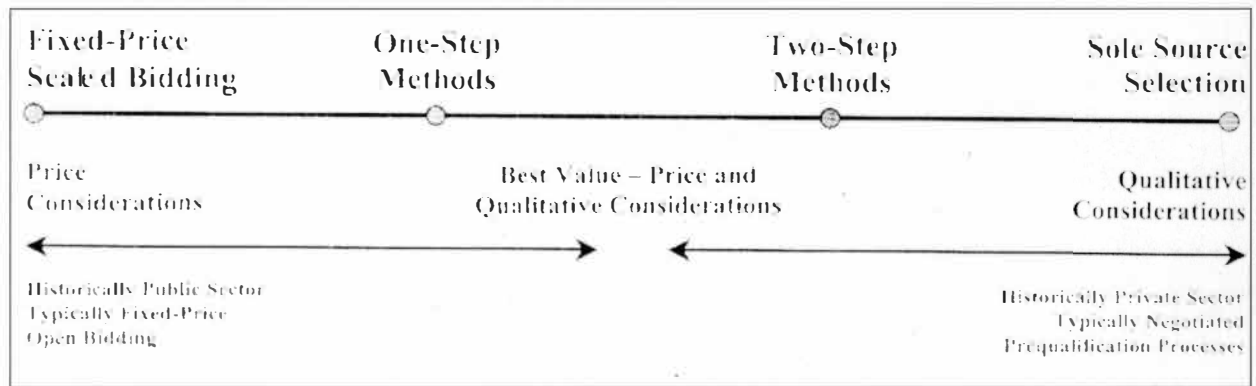 Fixed-Price
Sealed Bidding
One-Step
Methods
Two-Step
Methods
Sole Source
Selection
Price
Considerations
Best Value – Price and
Qualitative Considerations
Qualitative
Considerations
Historically Public Sector
Typically Fixed-Price
Open Bidding
Historically Private Sector
Typically Negotiated
Prequalification Processes